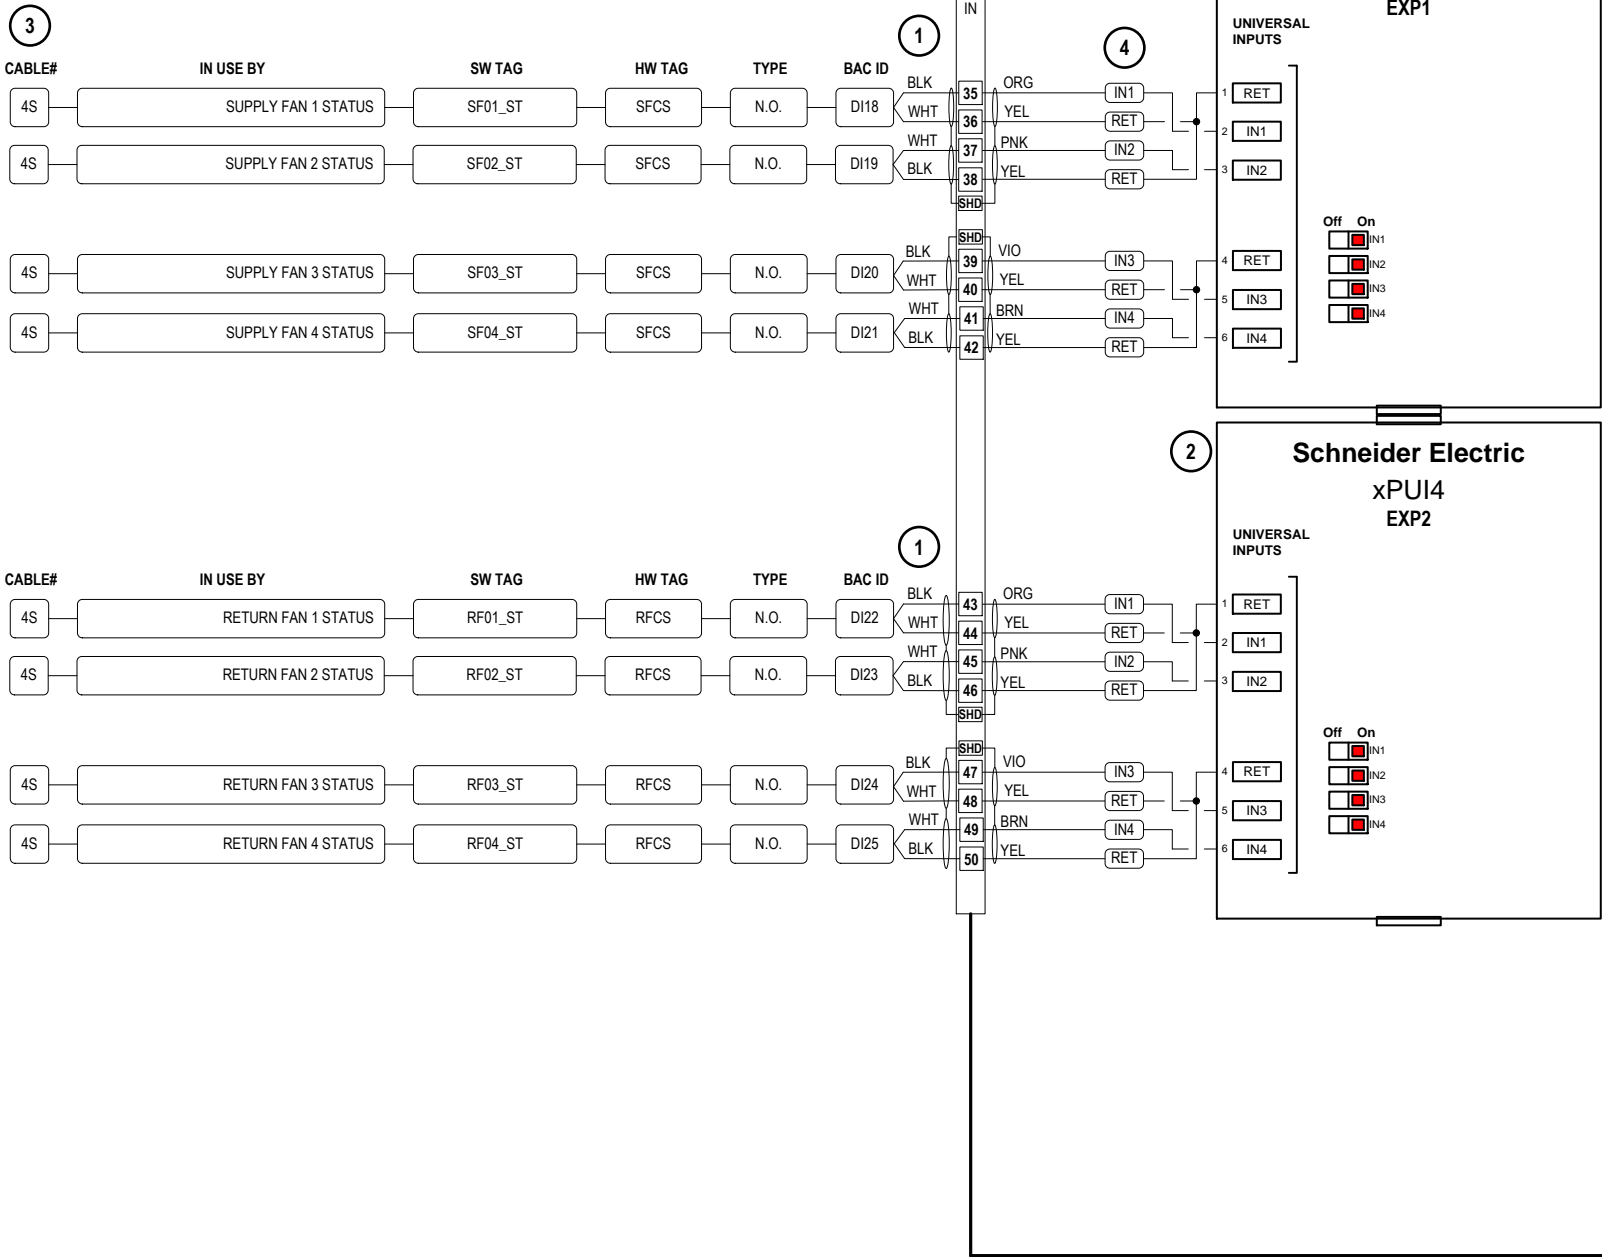 IN
EXP1
3
1
4
UNIVERSAL
INPUTS
CABLE# IN USE BY SW TAG HW TAG TYPE BAC ID
4S SUPPLY FAN 1 STATUS SF01_ST SFCS N.O. DI18
BLK 35 ORG IN1 1 RET
WHT 36 YEL RET 2 IN1
4S SUPPLY FAN 2 STATUS SF02_ST SFCS N.O. DI19
WHT 37 PNK IN2 3 IN2
BLK 38 YEL RET
SHD
Off On
SHD
IN1
IN2
IN3
IN4
4S SUPPLY FAN 3 STATUS SF03_ST SFCS N.O. DI20
BLK 39 VIO IN3 4 RET
WHT 40 YEL RET 5 IN3
4S SUPPLY FAN 4 STATUS SF04_ST SFCS N.O. DI21
WHT 41 BRN IN4 6 IN4
BLK 42 YEL RET
2
Schneider Electric
xPUI4
EXP2
1
UNIVERSAL
INPUTS
CABLE# IN USE BY SW TAG HW TAG TYPE BAC ID
4S RETURN FAN 1 STATUS RF01_ST RFCS N.O. DI22
BLK 43 ORG IN1 1 RET
WHT 44 YEL RET 2 IN1
4S RETURN FAN 2 STATUS RF02_ST RFCS N.O. DI23
WHT 45 PNK IN2 3 IN2
BLK 46 YEL RET
SHD
Off On
SHD
IN1
IN2
IN3
IN4
4S RETURN FAN 3 STATUS RF03_ST RFCS N.O. DI24
BLK 47 VIO IN3 4 RET
WHT 48 YEL RET 5 IN3
4S RETURN FAN 4 STATUS RF04_ST RFCS N.O. DI25
WHT 49 BRN IN4 6 IN4
BLK 50 YEL RET